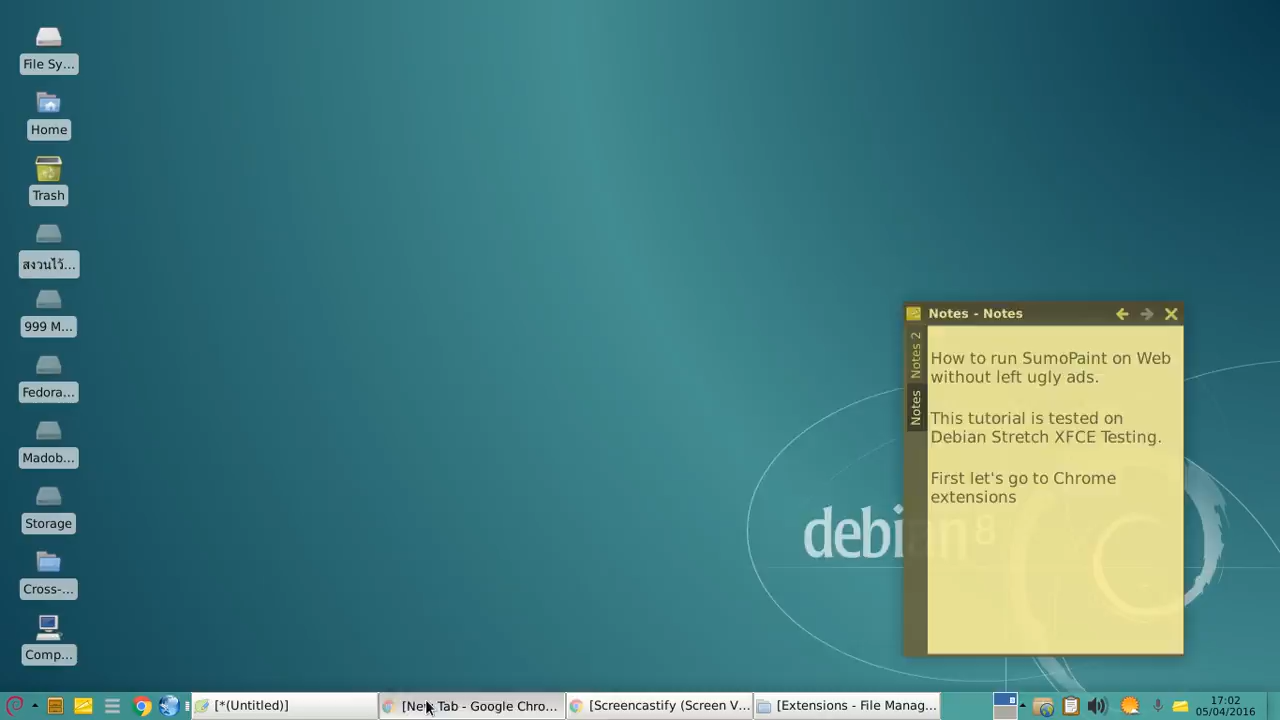 File Sy...
Home
Trash
สงวนไว้...
999 M...
Fedora...
Madob...
Storage
Cross-...
Comp...
Notes - Notes
Notes 2
Notes
How to run SumoPaint on Web
without left ugly ads.
This tutorial is tested on
Debian Stretch XFCE Testing.
First let's go to Chrome
extensions
debian 8
[*(Untitled)]
[New Tab - Google Chro...
[Screencastify (Screen V...
[Extensions - File Manag...
17:02
05/04/2016